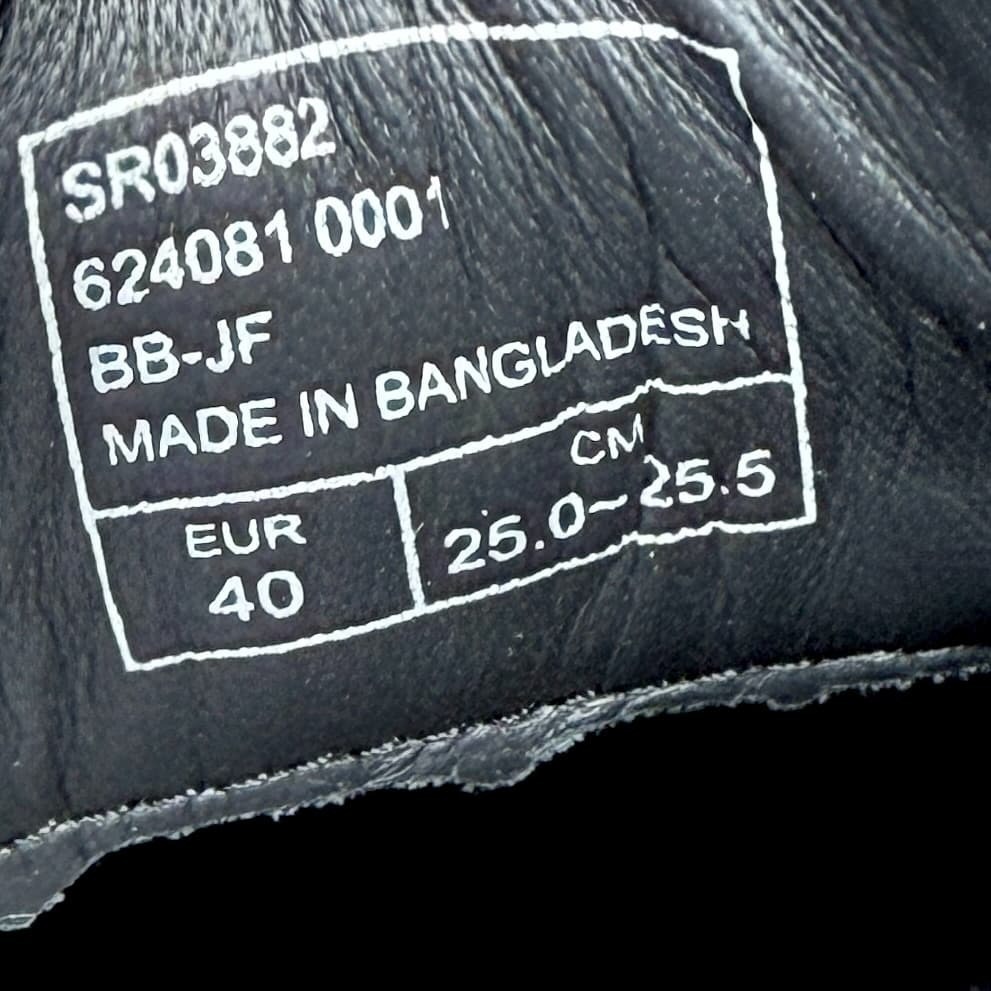 SR03882
624081 0001
BB-JF
MADE IN BANGLADESH
EUR
40
CM
25.0~25.5